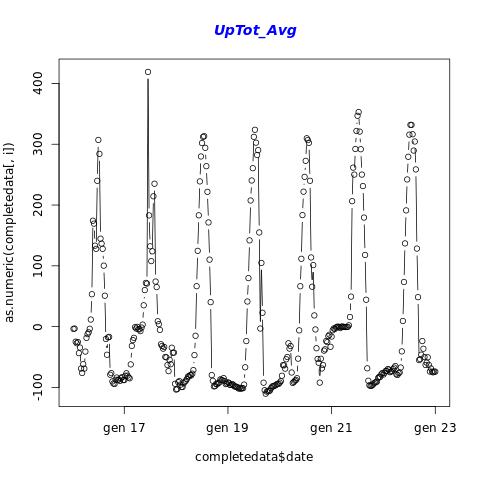 UpTot_Avg
as.numeric(completedata[, i])
400
300
200
100
0
-100
gen 17
gen 19
gen 21
gen 23
completedata$date